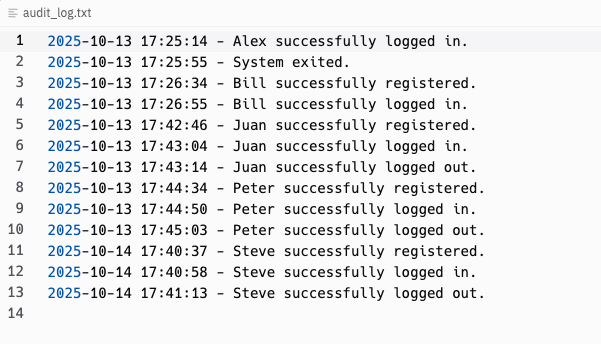 audit_log.txt
1 2025-10-13 17:25:14 - Alex successfully logged in.
2 2025-10-13 17:25:55 - System exited.
3 2025-10-13 17:26:34 - Bill successfully registered.
4 2025-10-13 17:26:55 - Bill successfully logged in.
5 2025-10-13 17:42:46 - Juan successfully registered.
6 2025-10-13 17:43:04 - Juan successfully logged in.
7 2025-10-13 17:43:14 - Juan successfully logged out.
8 2025-10-13 17:44:34 - Peter successfully registered.
9 2025-10-13 17:44:50 - Peter successfully logged in.
10 2025-10-13 17:45:03 - Peter successfully logged out.
11 2025-10-14 17:40:37 - Steve successfully registered.
12 2025-10-14 17:40:58 - Steve successfully logged in.
13 2025-10-14 17:41:13 - Steve successfully logged out.
14